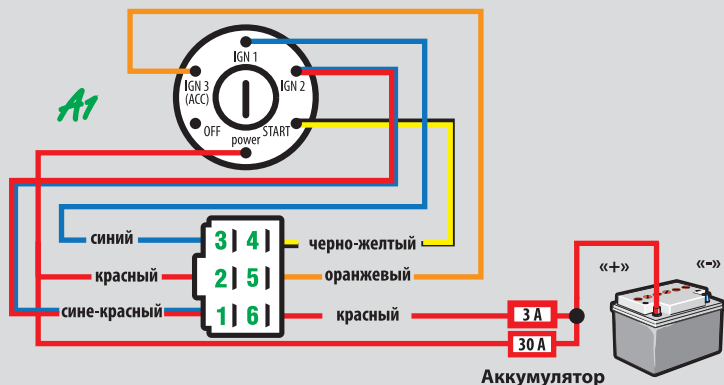 IGN 1
IGN 3
(ACC)
IGN 2
A1
OFF
START
power
синий
3 4
черно-желтый
«+»
«-»
красный
2 5
оранжевый
сине-красный
1 6
красный
3 A
30 A
Аккумулятор